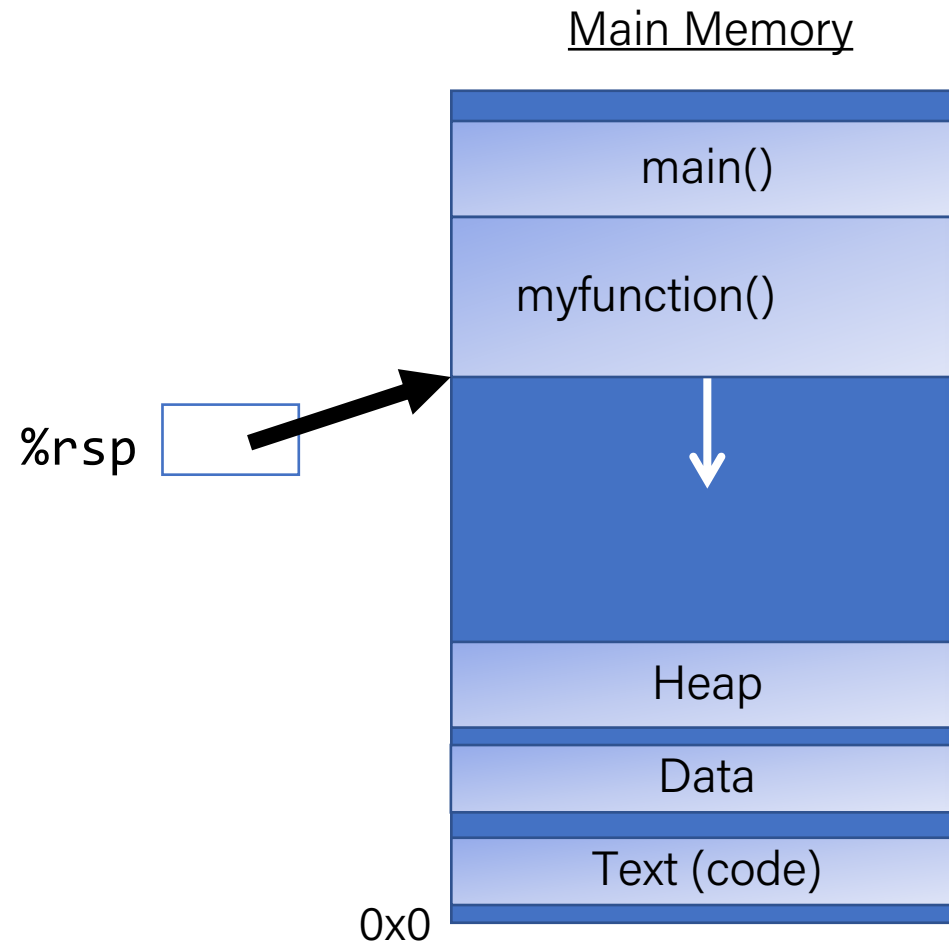 Main Memory
main()
myfunction()
%rsp
Heap
Data
Text (code)
0x0